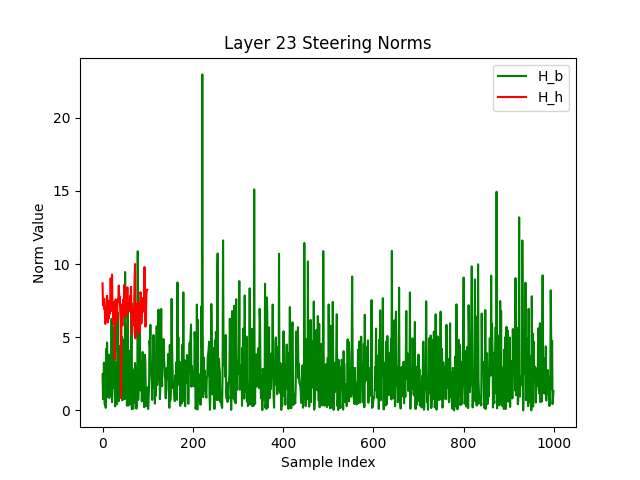 Layer 23 Steering Norms
H_b
H_h
Norm Value
20
15
10
5
0
0 200 400 600 800 1000
Sample Index